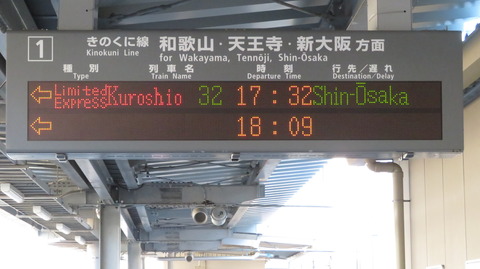 1 きのくに線 和歌山・天王寺・新大阪 方面
Kinokuni Line for Wakayama, Tennōji, Shin-Ōsaka
種別 列車名 時刻 行先/遅れ
Type Train Name Departure Time Destination/Delay
←Limited Express Kuroshio 32 17:32 Shin-Ōsaka
← 18:09